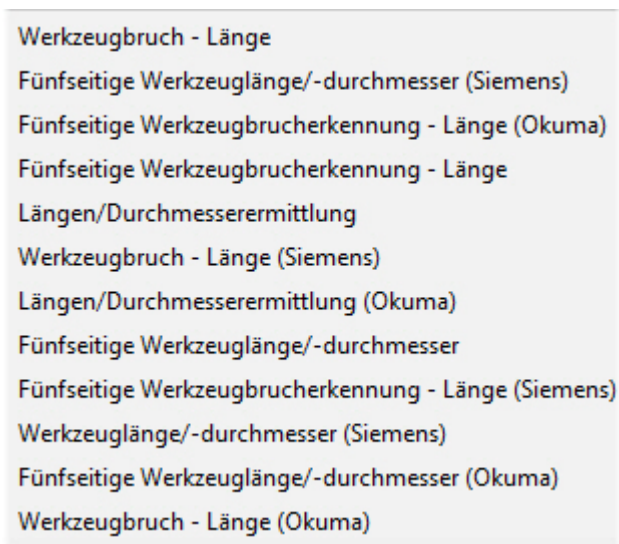 Werkzeugbruch - Länge
Fünfseitige Werkzeuglänge/-durchmesser (Siemens)
Fünfseitige Werkzeugbrucherkennung - Länge (Okuma)
Fünfseitige Werkzeugbrucherkennung - Länge
Längen/Durchmesserermittlung
Werkzeugbruch - Länge (Siemens)
Längen/Durchmesserermittlung (Okuma)
Fünfseitige Werkzeuglänge/-durchmesser
Fünfseitige Werkzeugbrucherkennung - Länge (Siemens)
Werkzeuglänge/-durchmesser (Siemens)
Fünfseitige Werkzeuglänge/-durchmesser (Okuma)
Werkzeugbruch - Länge (Okuma)